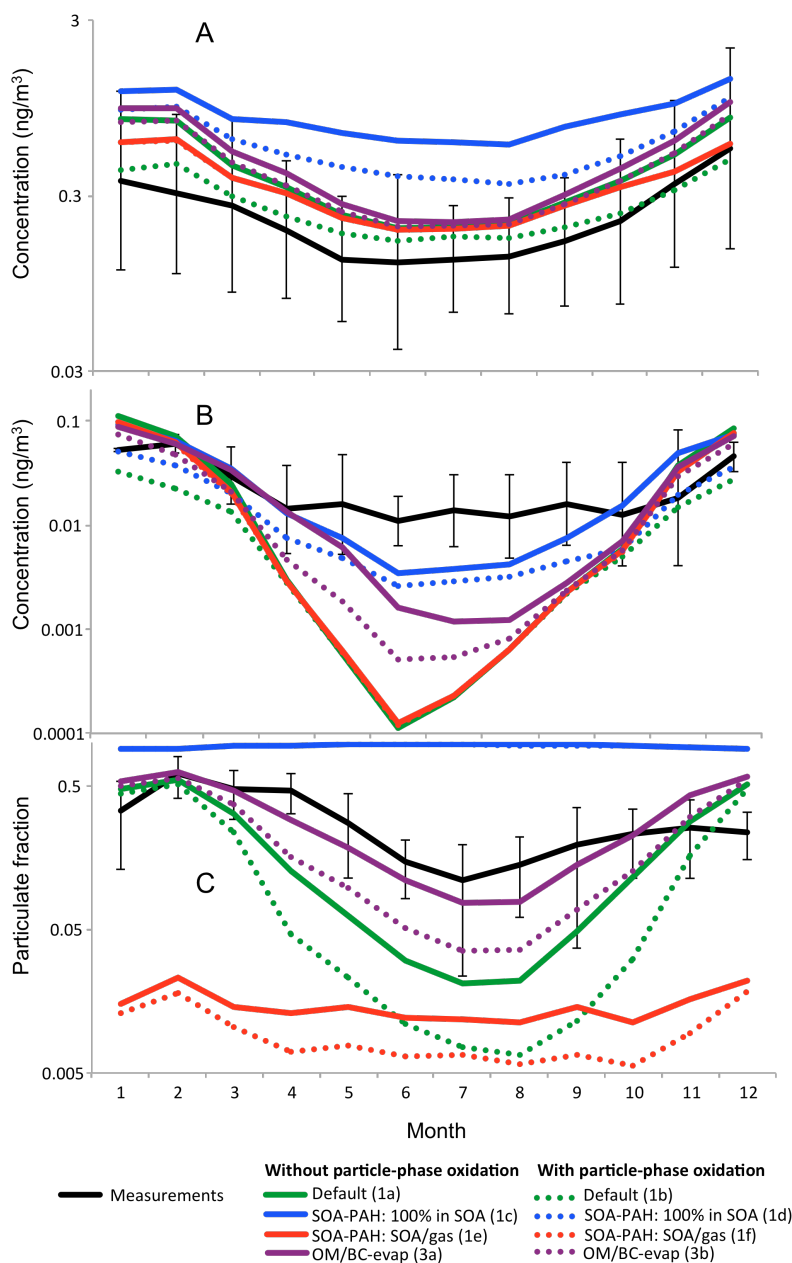 3
A
Concentration (ng/m³)
0.3
0.03
B
0.1
Concentration (ng/m³)
0.01
0.001
0.0001
0.5
C
Particulate fraction
0.05
0.005
1 2 3 4 5 6 7 8 9 10 11 12
Month
Without particle-phase oxidation
With particle-phase oxidation
Measurements
Default (1a)
Default (1b)
SOA-PAH: 100% in SOA (1c)
SOA-PAH: 100% in SOA (1d)
SOA-PAH: SOA/gas (1e)
SOA-PAH: SOA/gas (1f)
OM/BC-evap (3a)
OM/BC-evap (3b)